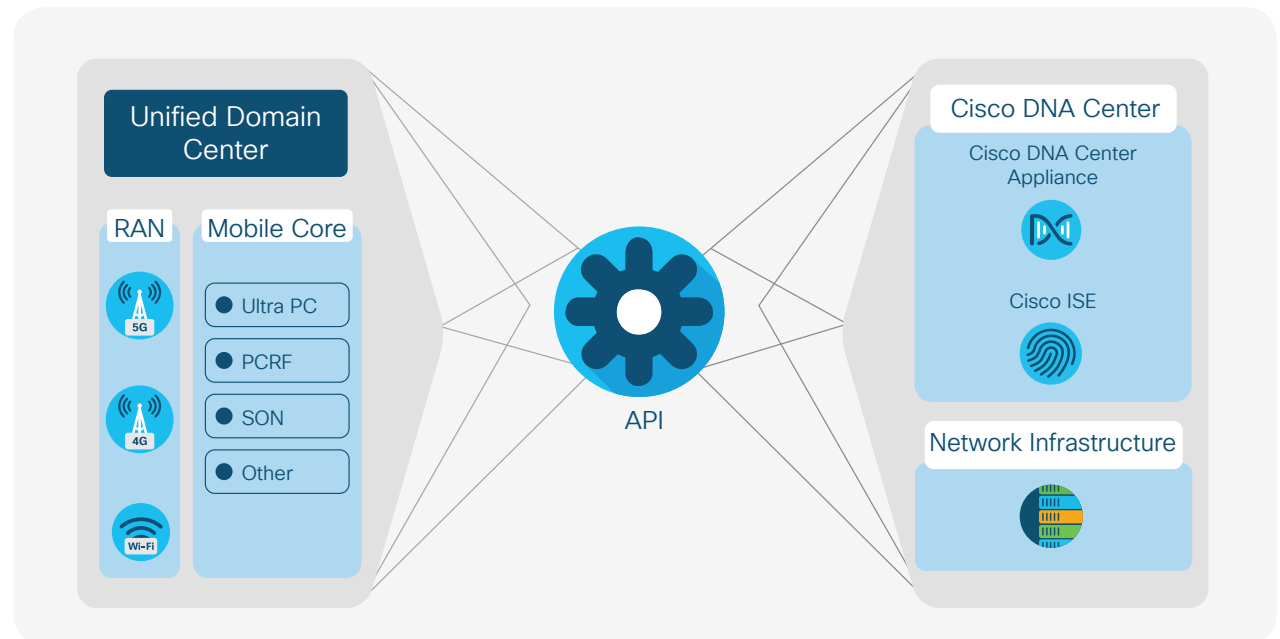 Unified Domain
Center
RAN
Mobile Core
5G
4G
Wi-Fi
Ultra PC
PCRF
SON
Other
API
Cisco DNA Center
Cisco DNA Center
Appliance
Cisco ISE
Network Infrastructure